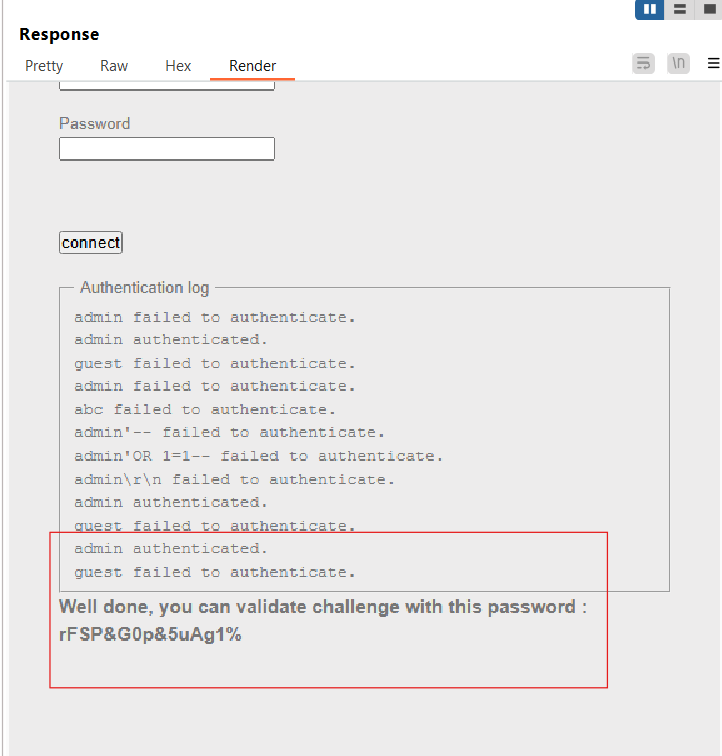 Response
Pretty Raw Hex Render
\n
Password
connect
Authentication log
admin failed to authenticate.
admin authenticated.
guest failed to authenticate.
admin failed to authenticate.
abc failed to authenticate.
admin'-- failed to authenticate.
admin'OR 1=1-- failed to authenticate.
admin\r\n failed to authenticate.
admin authenticated.
guest failed to authenticate.
admin authenticated.
guest failed to authenticate.
Well done, you can validate challenge with this password :
rFSP&G0p&5uAg1%